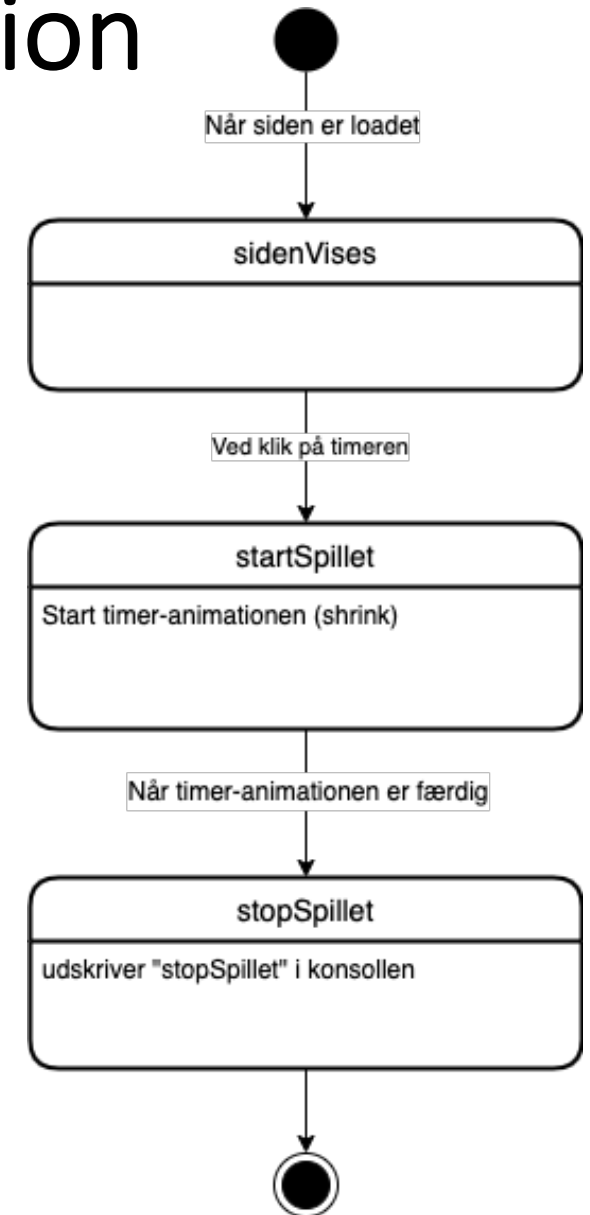 ion
Når siden er loadet
sidenVises
Ved klik på timeren
startSpillet
Start timer-animationen (shrink)
Når timer-animationen er færdig
stopSpillet
udskriver "stopSpillet" i konsollen